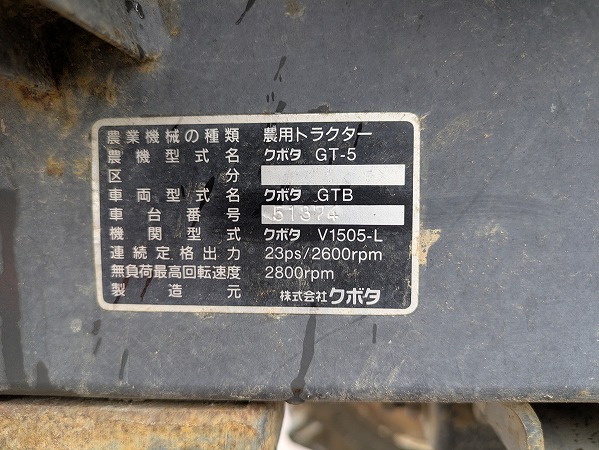 農業機械の種類 農用トラクター
農機型式名 クボタ GT-5
区分
車両型式名 クボタ GTB
車台番号 51374
機関型式 クボタ V1505-L
連続定格出力 23ps/2600rpm
無負荷最高回転速度 2800rpm
製造元 株式会社クボタ